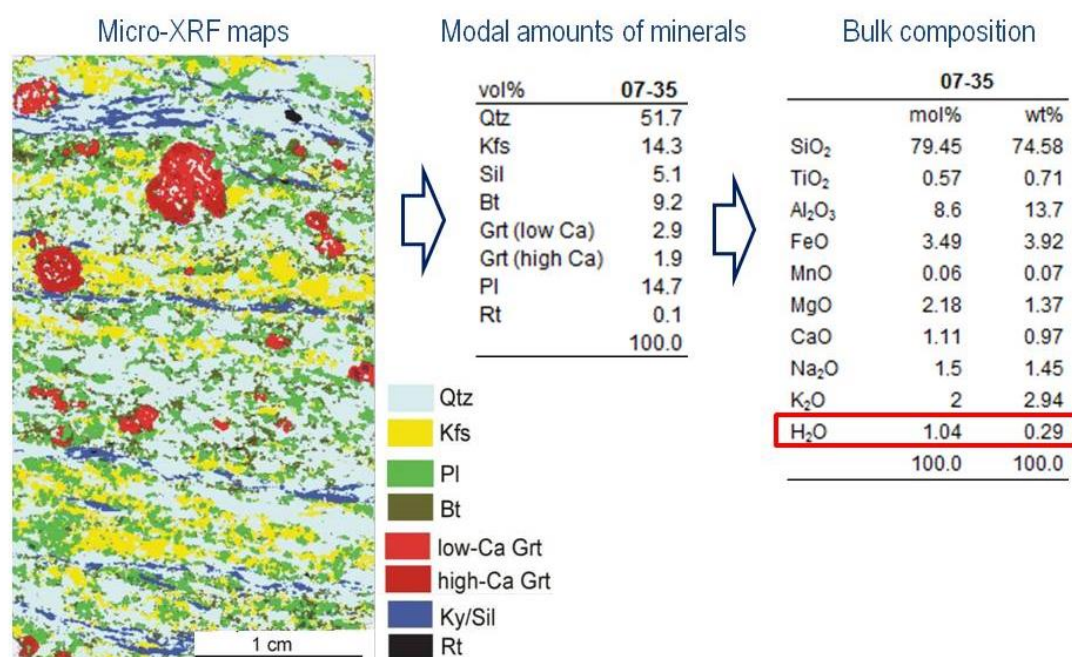 Micro-XRF maps
Modal amounts of minerals
Bulk composition
vol% 07-35
Qtz 51.7
Kfs 14.3
Sil 5.1
Bt 9.2
Grt (low Ca) 2.9
Grt (high Ca) 1.9
Pl 14.7
Rt 0.1
100.0
07-35
mol% wt%
SiO₂ 79.45 74.58
TiO₂ 0.57 0.71
Al₂O₃ 8.6 13.7
FeO 3.49 3.92
MnO 0.06 0.07
MgO 2.18 1.37
CaO 1.11 0.97
Na₂O 1.5 1.45
K₂O 2 2.94
H₂O 1.04 0.29
100.0 100.0
Qtz
Kfs
Pl
Bt
low-Ca Grt
high-Ca Grt
Ky/Sil
Rt
1 cm